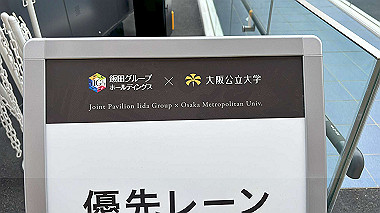 飯田グループ
ホールディングス × 大阪公立大学
Joint Pavilion Iida Group × Osaka Metropolitan Univ.
優先レーン